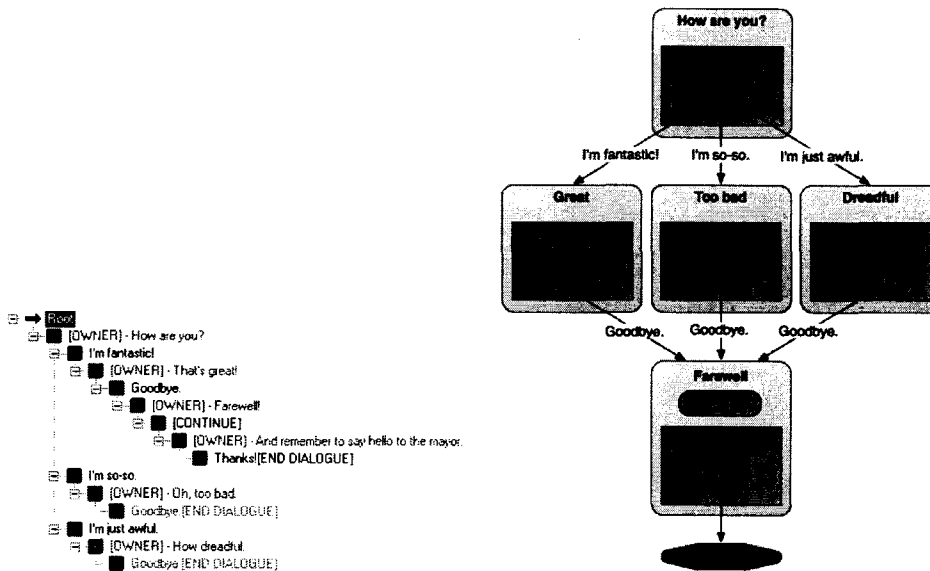 Root
[OWNER] - How are you?
I'm fantastic!
[OWNER] - That's great!
Goodbye.
[OWNER] - Farewell!
[CONTINUE]
[OWNER] - And remember to say hello to the mayor.
Thanks![END DIALOGUE]
I'm so-so.
[OWNER] - Oh, too bad.
Goodbye.[END DIALOGUE]
I'm just awful.
[OWNER] - How dreadful.
Goodbye.[END DIALOGUE]
How are you?
I'm fantastic! I'm so-so. I'm just awful.
Great Too bad Dreadful
Goodbye. Goodbye. Goodbye.
Farewell